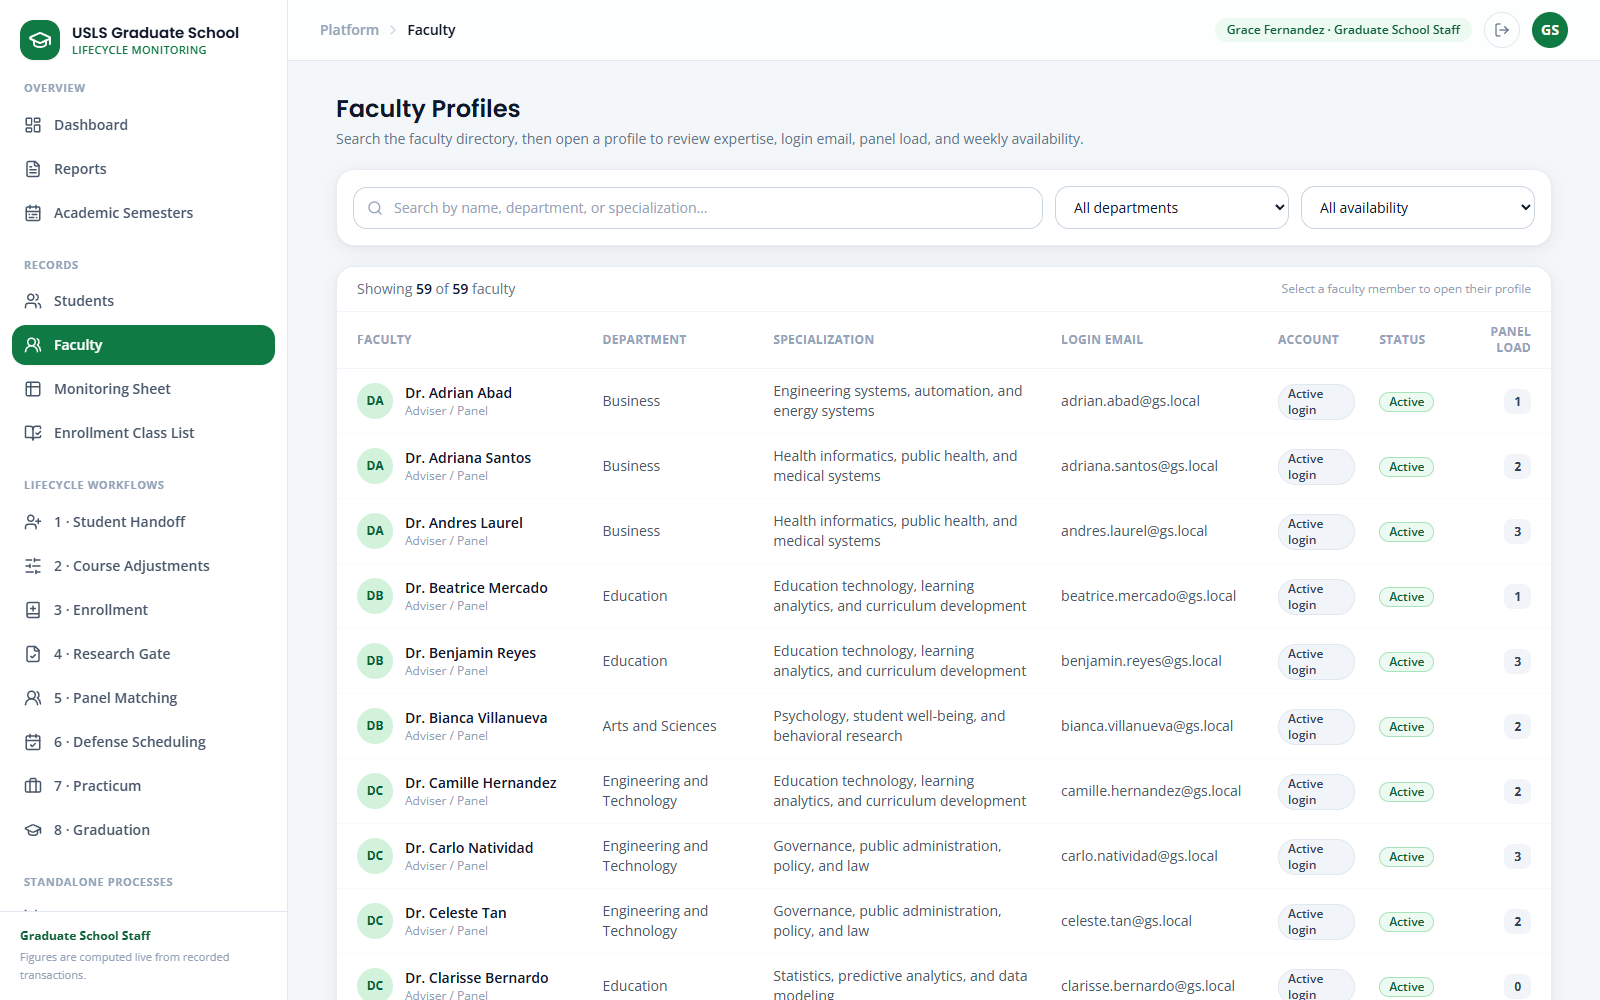 USLS Graduate School
LIFECYCLE MONITORING
OVERVIEW
Dashboard
Reports
Academic Semesters
RECORDS
Students
Faculty
Monitoring Sheet
Enrollment Class List
LIFECYCLE WORKFLOWS
1 · Student Handoff
2 · Course Adjustments
3 · Enrollment
4 · Research Gate
5 · Panel Matching
6 · Defense Scheduling
7 · Practicum
8 · Graduation
STANDALONE PROCESSES
Graduate School Staff
Figures are computed live from recorded
transactions.
Platform > Faculty
Grace Fernandez · Graduate School Staff
GS
Faculty Profiles
Search the faculty directory, then open a profile to review expertise, login email, panel load, and weekly availability.
Search by name, department, or specialization...
All departments
All availability
Showing 59 of 59 faculty
Select a faculty member to open their profile
FACULTY DEPARTMENT SPECIALIZATION LOGIN EMAIL ACCOUNT STATUS PANEL LOAD
DA Dr. Adrian Abad Adviser / Panel Business Engineering systems, automation, and energy systems adrian.abad@gs.local Active login Active 1
DA Dr. Adriana Santos Adviser / Panel Business Health informatics, public health, and medical systems adriana.santos@gs.local Active login Active 2
DA Dr. Andres Laurel Adviser / Panel Business Health informatics, public health, and medical systems andres.laurel@gs.local Active login Active 3
DB Dr. Beatrice Mercado Adviser / Panel Education Education technology, learning analytics, and curriculum development beatrice.mercado@gs.local Active login Active 1
DB Dr. Benjamin Reyes Adviser / Panel Education Education technology, learning analytics, and curriculum development benjamin.reyes@gs.local Active login Active 3
DB Dr. Bianca Villanueva Adviser / Panel Arts and Sciences Psychology, student well-being, and behavioral research bianca.villanueva@gs.local Active login Active 2
DC Dr. Camille Hernandez Adviser / Panel Engineering and Technology Education technology, learning analytics, and curriculum development camille.hernandez@gs.local Active login Active 2
DC Dr. Carlo Natividad Adviser / Panel Engineering and Technology Governance, public administration, policy, and law carlo.natividad@gs.local Active login Active 3
DC Dr. Celeste Tan Adviser / Panel Engineering and Technology Governance, public administration, policy, and law celeste.tan@gs.local Active login Active 2
DC Dr. Clarisse Bernardo Adviser / Panel Education Statistics, predictive analytics, and data modeling clarisse.bernardo@gs.local Active login Active 0